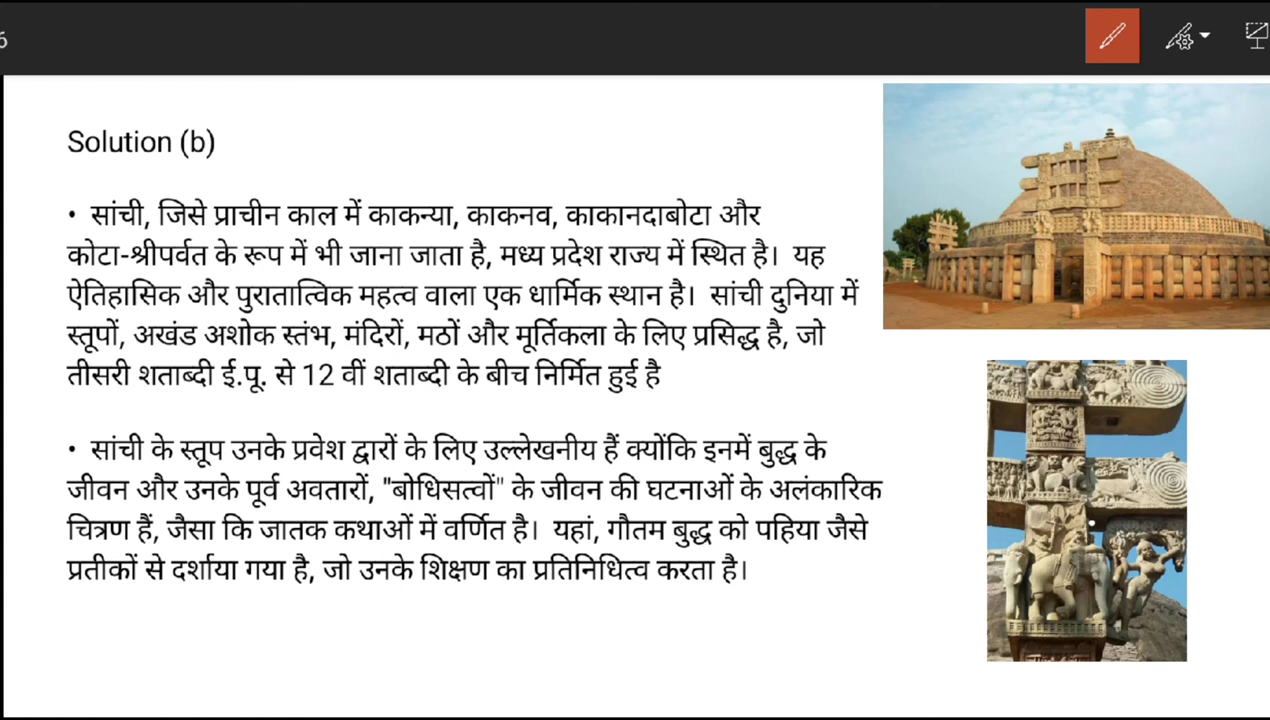 6
Solution (b)
• सांची, जिसे प्राचीन काल में काकन्या, काकनव, काकानदाबोटा और
कोटा-श्रीपर्वत के रूप में भी जाना जाता है, मध्य प्रदेश राज्य में स्थित है। यह
ऐतिहासिक और पुरातात्विक महत्व वाला एक धार्मिक स्थान है। सांची दुनिया में
स्तूपों, अखंड अशोक स्तंभ, मंदिरों, मठों और मूर्तिकला के लिए प्रसिद्ध है, जो
तीसरी शताब्दी ई.पू. से 12 वीं शताब्दी के बीच निर्मित हुई है
• सांची के स्तूप उनके प्रवेश द्वारों के लिए उल्लेखनीय हैं क्योंकि इनमें बुद्ध के
जीवन और उनके पूर्व अवतारों, "बोधिसत्वों" के जीवन की घटनाओं के अलंकारिक
चित्रण हैं, जैसा कि जातक कथाओं में वर्णित है। यहां, गौतम बुद्ध को पहिया जैसे
प्रतीकों से दर्शाया गया है, जो उनके शिक्षण का प्रतिनिधित्व करता है।